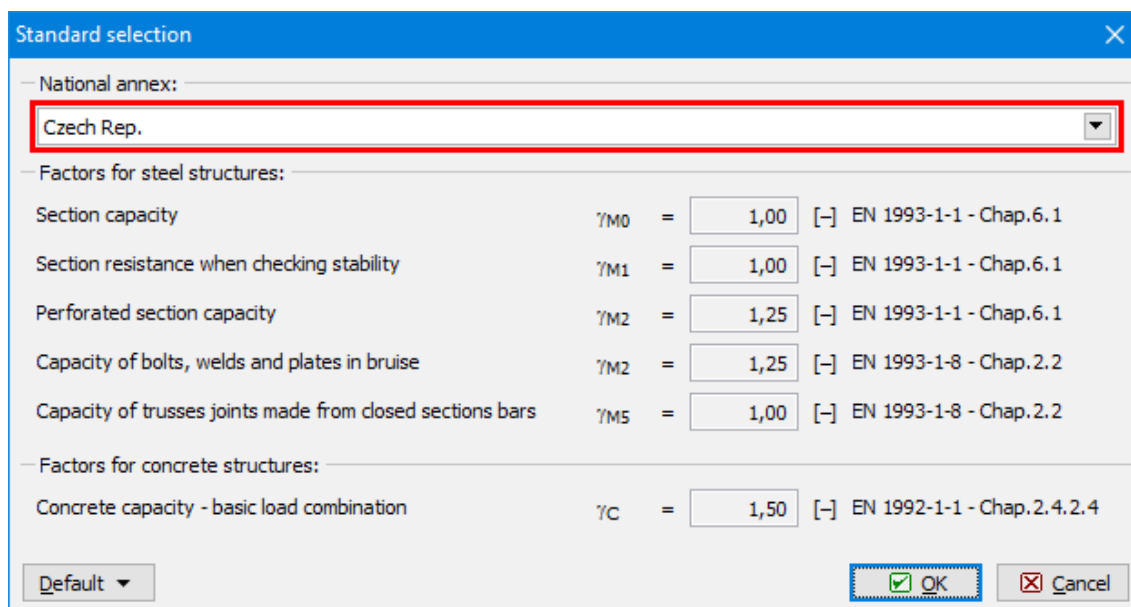 Standard selection
National annex:
Czech Rep.
Factors for steel structures:
Section capacity γM0 = 1,00 [–] EN 1993-1-1 - Chap.6.1
Section resistance when checking stability γM1 = 1,00 [–] EN 1993-1-1 - Chap.6.1
Perforated section capacity γM2 = 1,25 [–] EN 1993-1-1 - Chap.6.1
Capacity of bolts, welds and plates in bruise γM2 = 1,25 [–] EN 1993-1-8 - Chap.2.2
Capacity of trusses joints made from closed sections bars γM5 = 1,00 [–] EN 1993-1-8 - Chap.2.2
Factors for concrete structures:
Concrete capacity - basic load combination γC = 1,50 [–] EN 1992-1-1 - Chap.2.4.2.4
Default OK Cancel